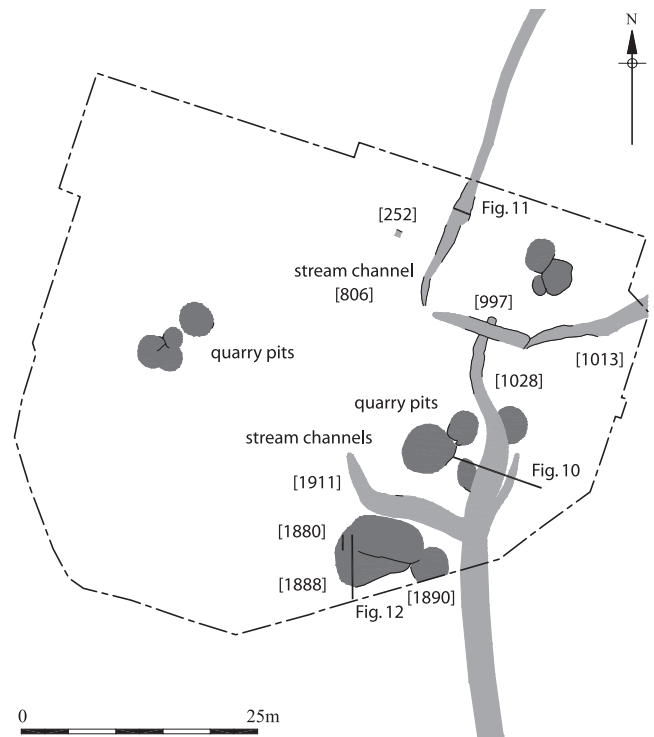 N
[252]
Fig. 11
stream channel
[806]
[997]
quarry pits
[1013]
[1028]
quarry pits
stream channels
Fig. 10
[1911]
[1880]
[1888]
[1890]
Fig. 12
0
25m